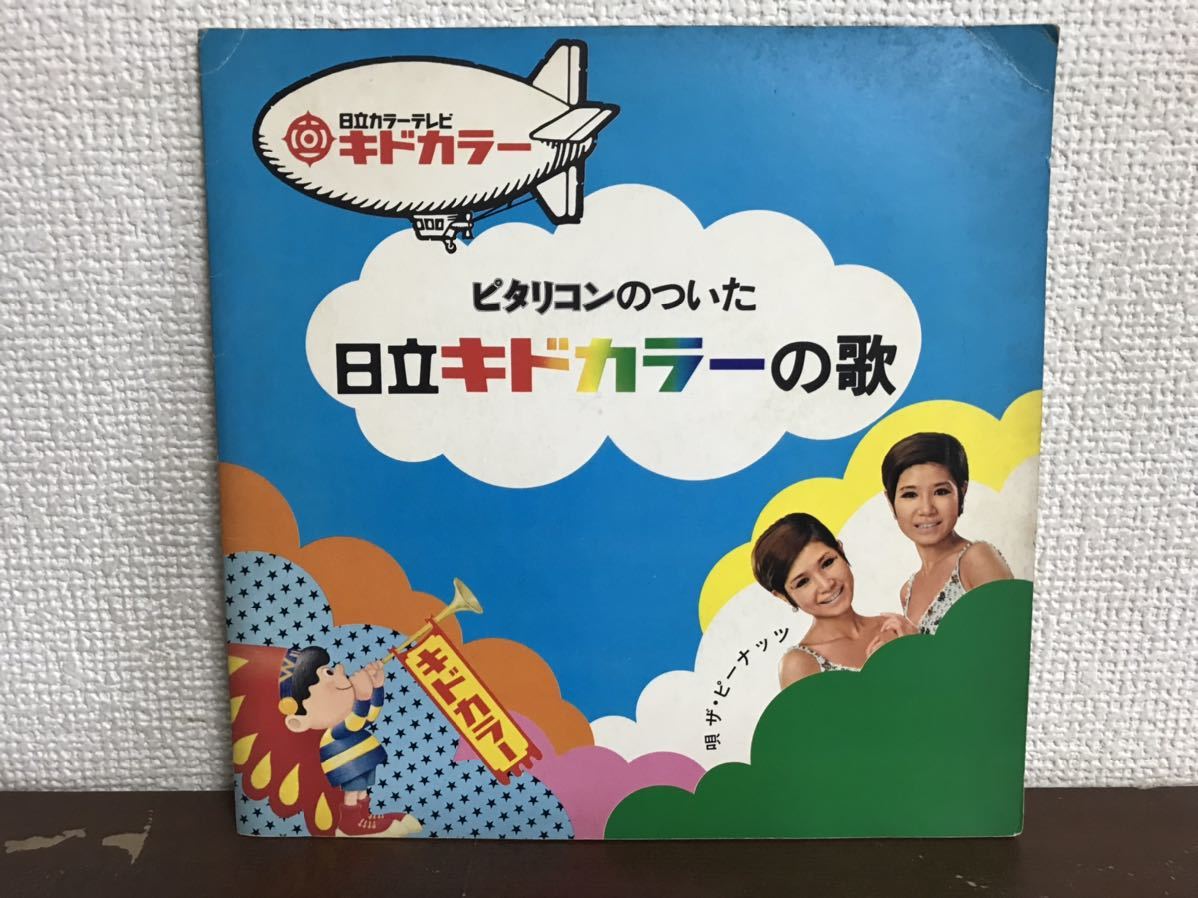 日立カラーテレビ
キドカラー
ピタリコンのついた
日立キドカラーの歌
唄 ザ・ピーナッツ
キドカラー